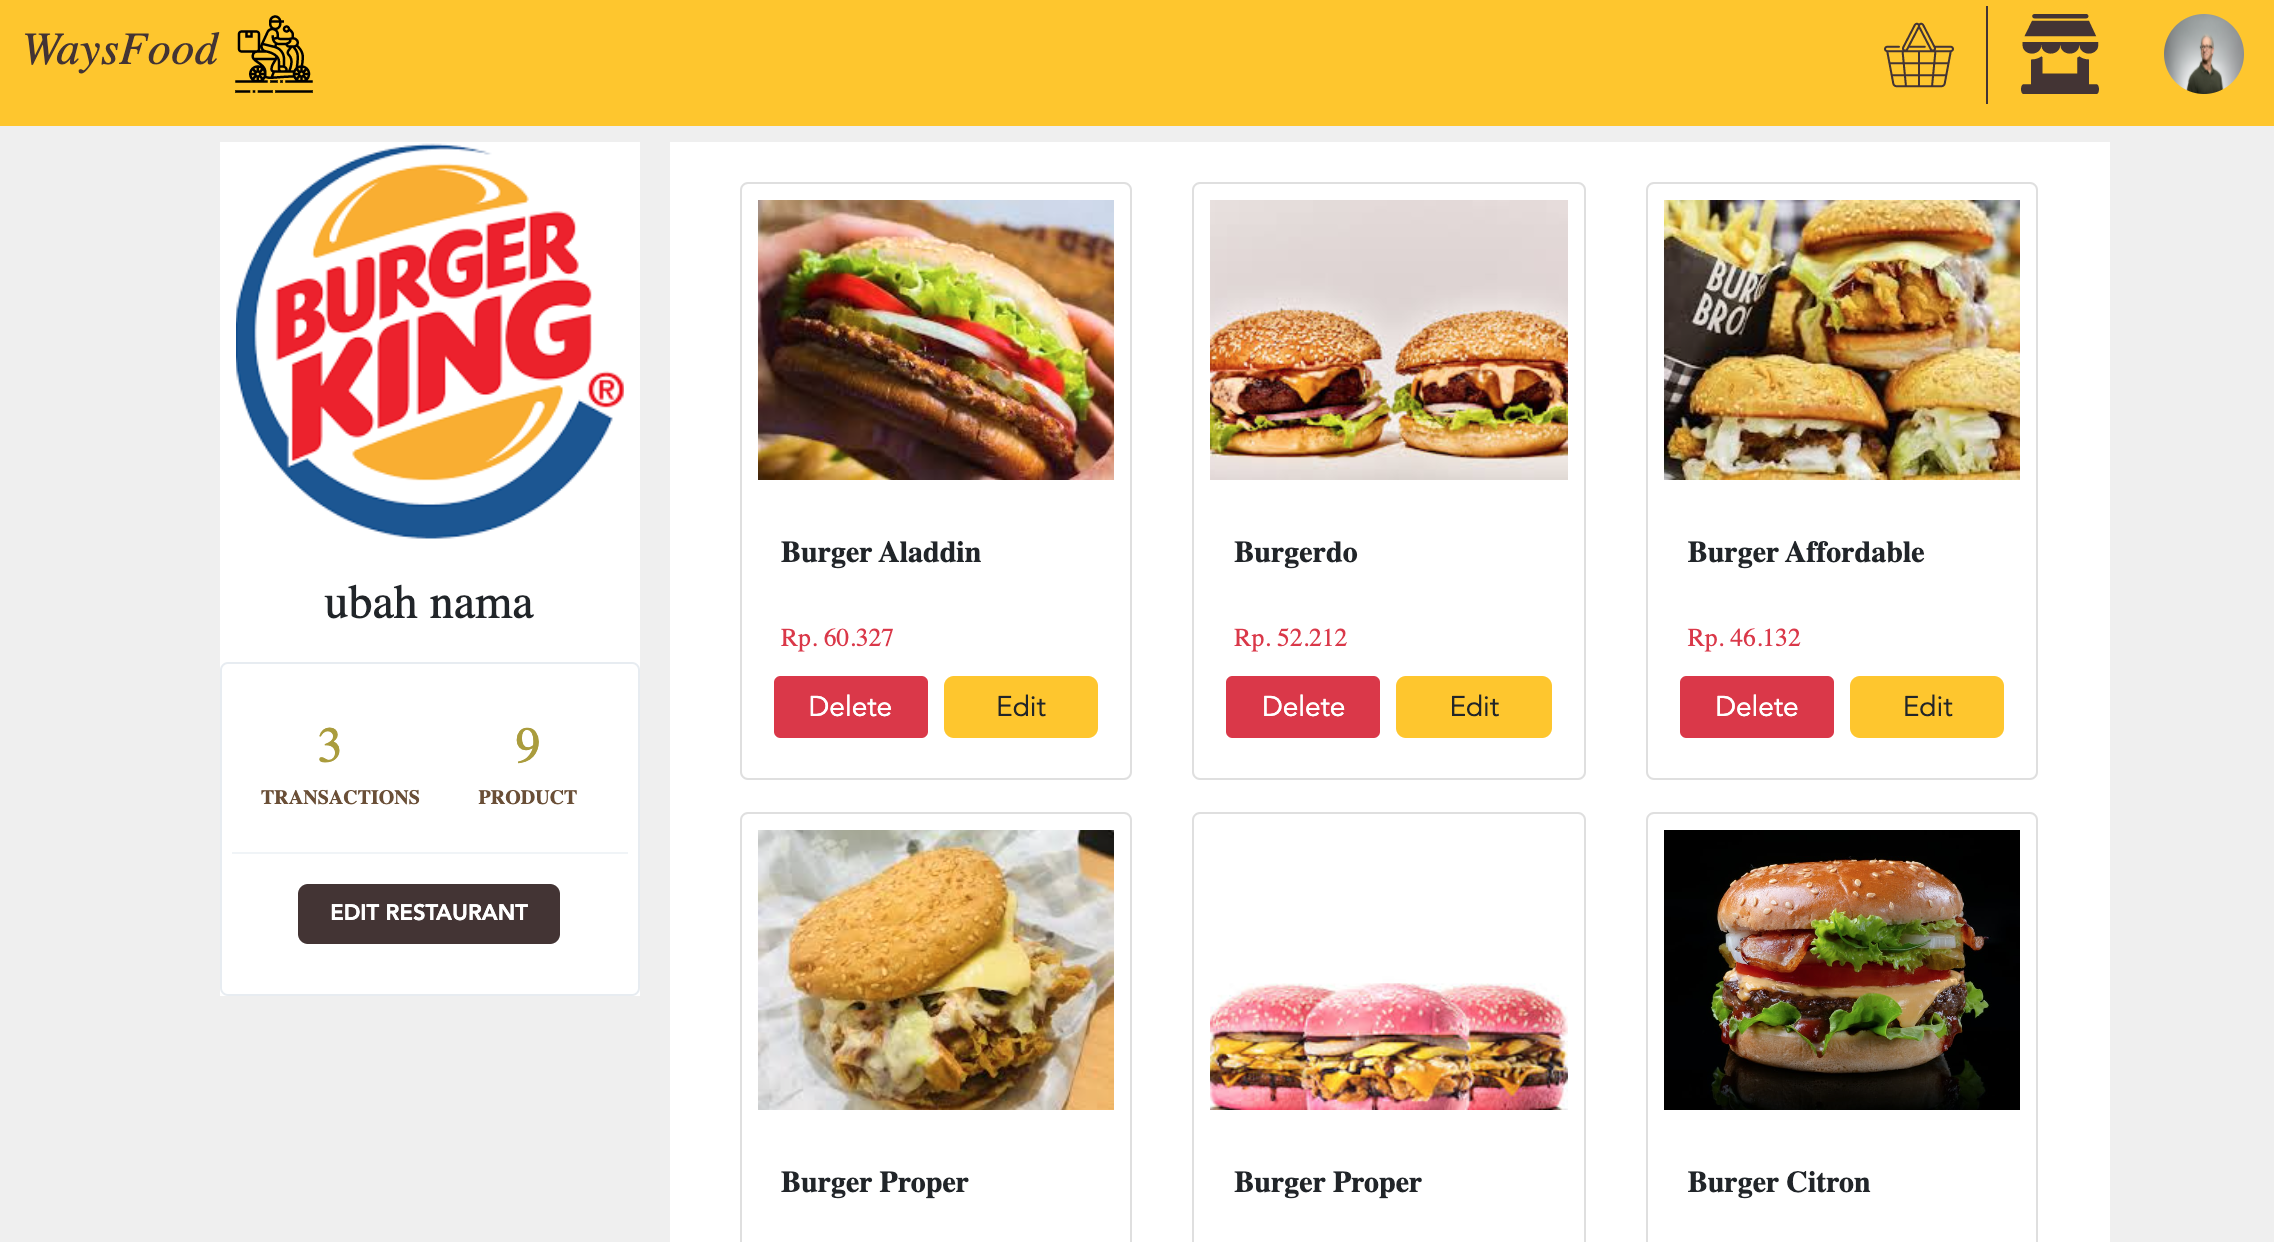 WaysFood
BURGER
KING
®
ubah nama
3
9
TRANSACTIONS
PRODUCT
EDIT RESTAURANT
BURG
BRO
Burger Aladdin
Burgerdo
Burger Affordable
Rp. 60.327
Rp. 52.212
Rp. 46.132
Delete
Edit
Delete
Edit
Delete
Edit
Burger Proper
Burger Proper
Burger Citron